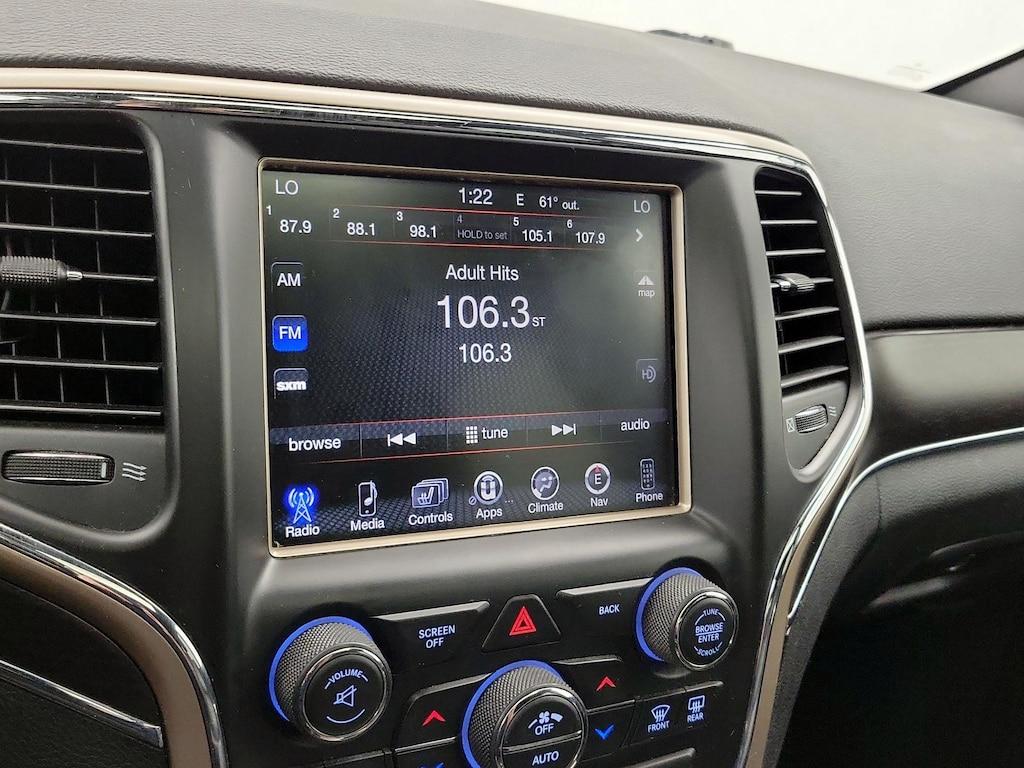 LO 1:22 E 61° out. LO
1 87.9 2 88.1 3 98.1 4 HOLD to set 5 105.1 6 107.9
Adult Hits
AM
map
106.3 ST
FM
106.3
HD
sxm
browse tune audio
Radio Media Controls Apps Climate E Nav Phone
SCREEN OFF
BACK
TUNE
BROWSE
ENTER
SCROLL
VOLUME
FRONT REAR
OFF
AUTO